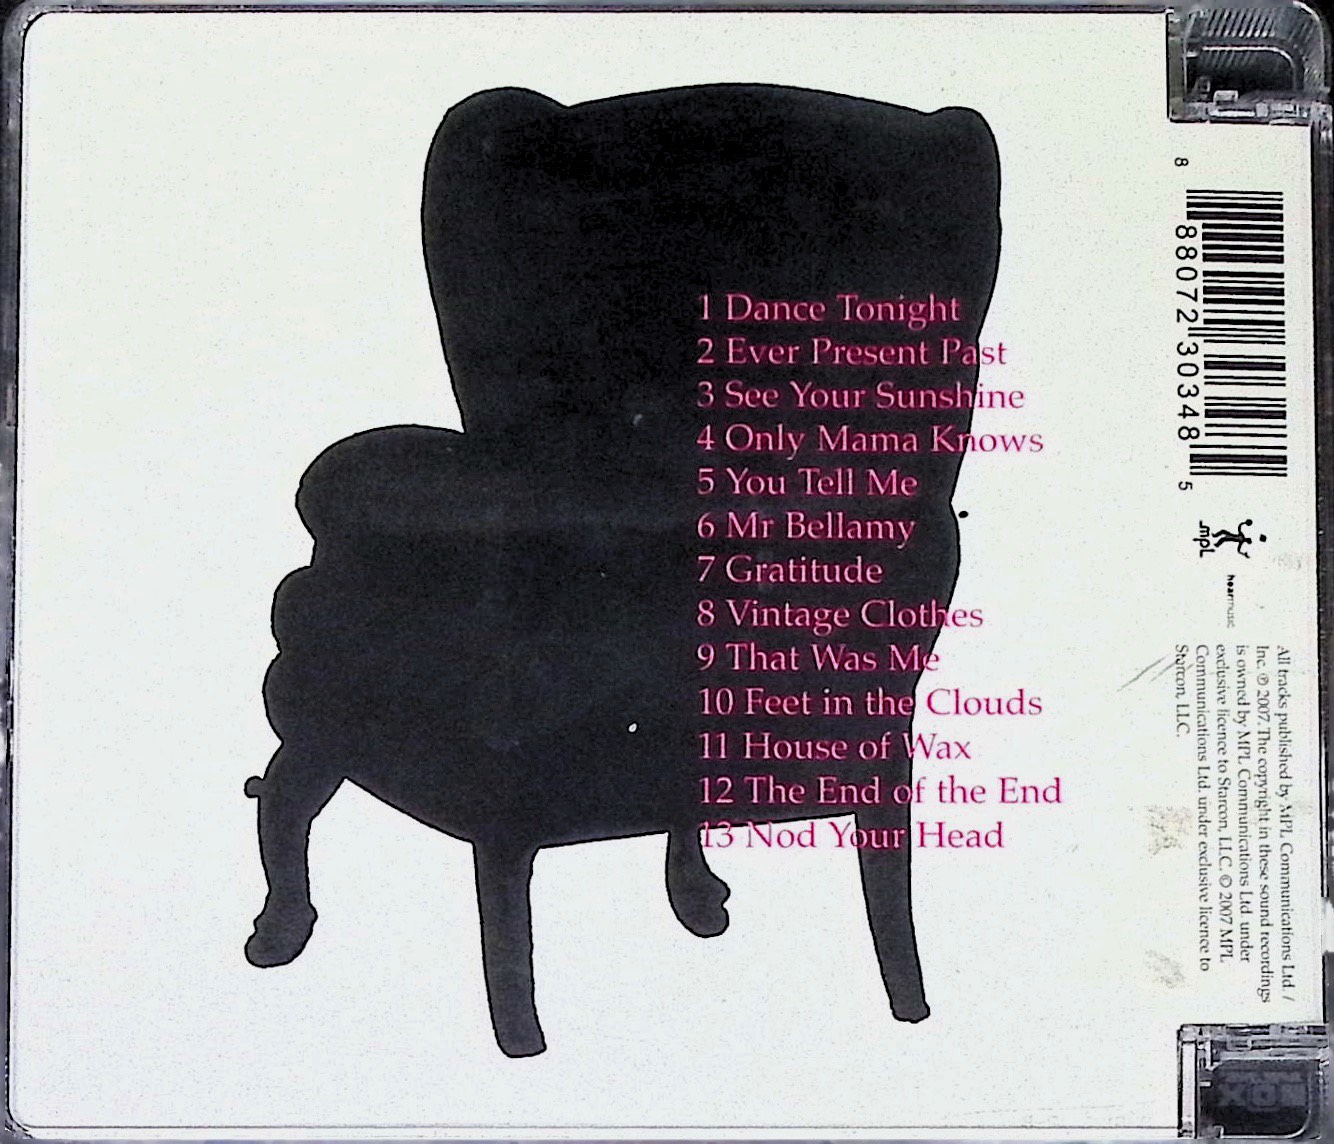 1 Dance Tonight
2 Ever Present Past
3 See Your Sunshine
4 Only Mama Knows
5 You Tell Me
6 Mr Bellamy
7 Gratitude
8 Vintage Clothes
9 That Was Me
10 Feet in the Clouds
11 House of Wax
12 The End of the End
13 Nod Your Head
8 88072 30348 5
mpl
hearmusic
All tracks published by MPL Communications Ltd. /
Inc. ℗ 2007. The copyright in these sound recordings
is owned by MPL Communications Ltd. under
exclusive licence to Starcon, LLC. © 2007 MPL
Communications Ltd. under exclusive licence to
Starcon, LLC.